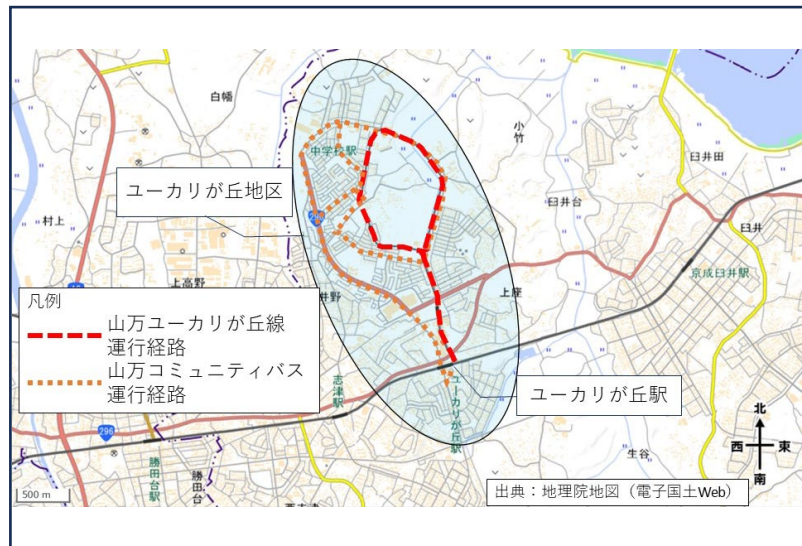 白幡
小竹
中学校駅
臼井田
ユーカリが丘地区
296
村上
臼井台
臼井
京成臼井駅
上高野
上座
井野
凡例
山万ユーカリが丘線
運行経路
山万コミュニティバス
運行経路
志津駅
ユーカリが丘駅
ユーカリが丘駅
296
勝田台駅
勝田台
生谷
北
西 東
南
500 m
出典:地理院地図(電子国土Web)